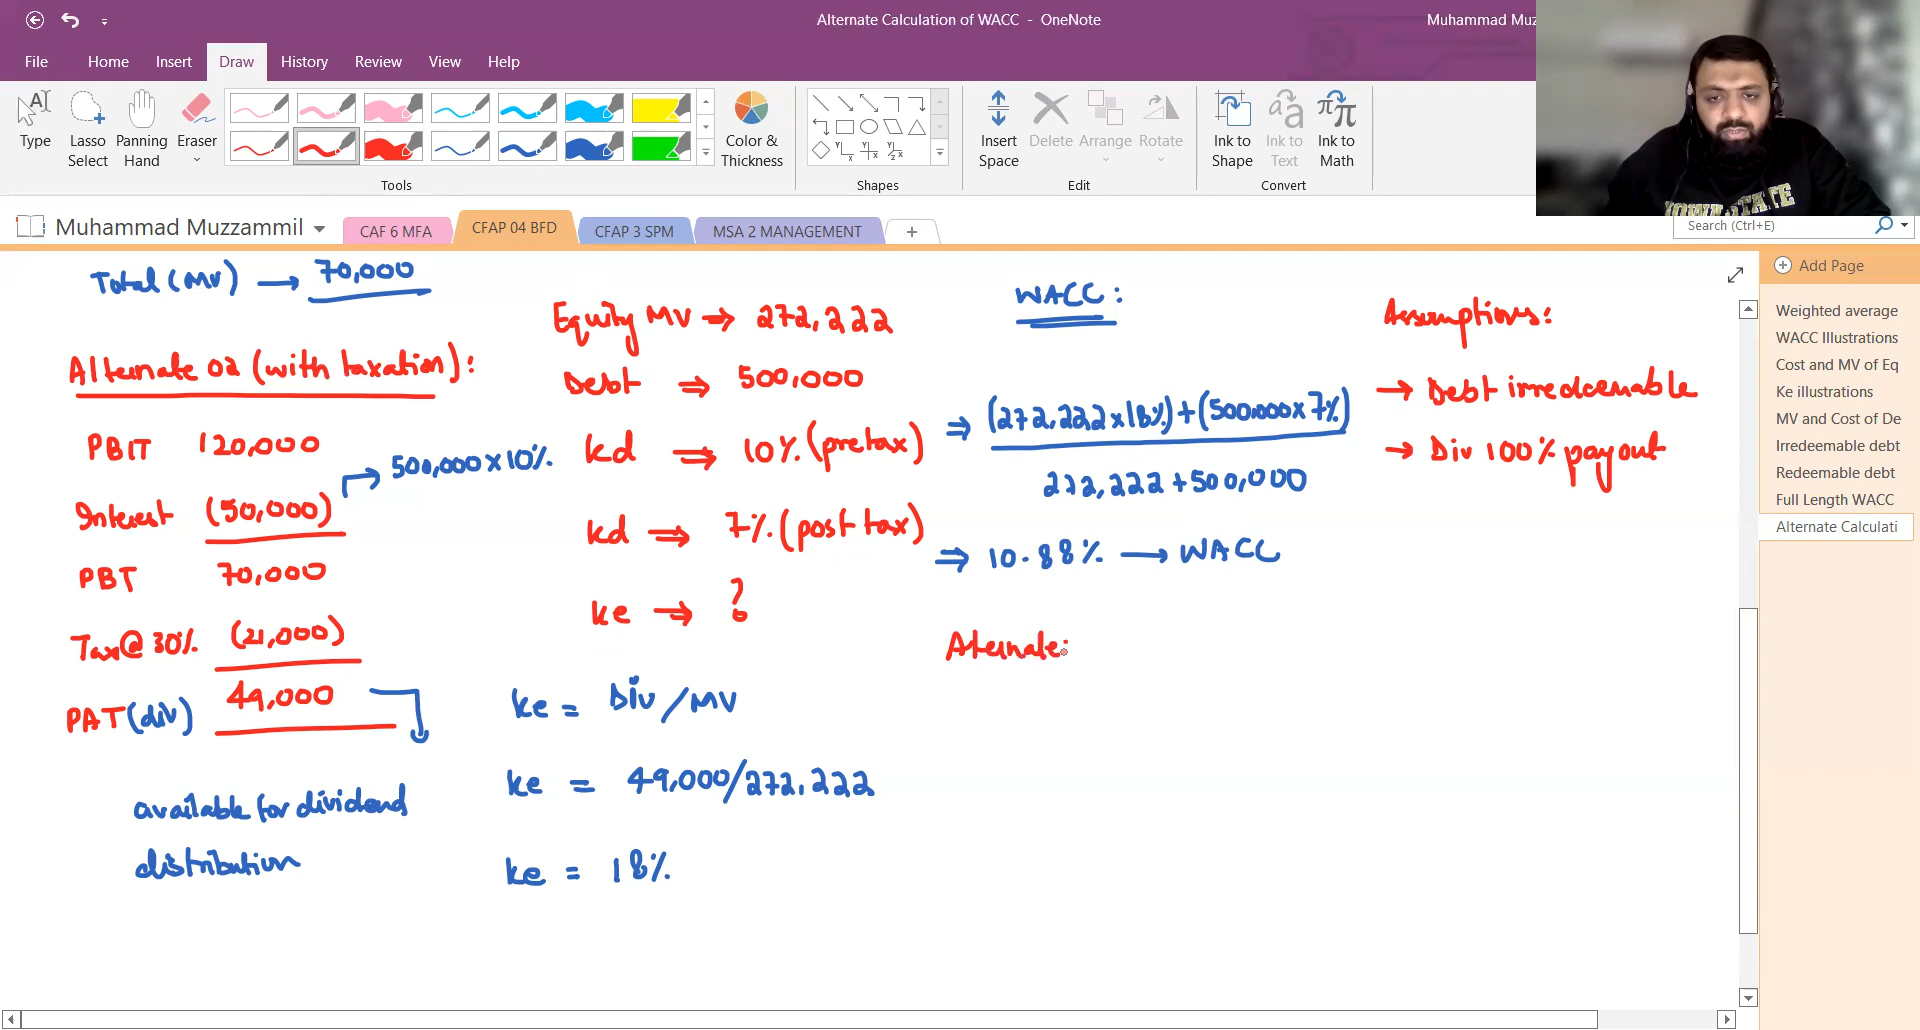 Alternate Calculation of WACC - OneNote
Muhammad Muz
File Home Insert Draw History Review View Help
Type
Lasso Select
Panning Hand
Eraser
Color & Thickness
Insert Space
Delete
Arrange
Rotate
Ink to Shape
Ink to Text
Ink to Math
Tools
Shapes
Edit
Convert
Muhammad Muzzammil
CAF 6 MFA
CFAP 04 BFD
CFAP 3 SPM
MSA 2 MANAGEMENT
Search (Ctrl+E)
Add Page
Weighted average
WACC Illustrations
Cost and MV of Eq
Ke illustrations
MV and Cost of De
Irredeemable debt
Redeemable debt
Full Length WACC
Alternate Calculati
Total (MV) → 70,000
Alternate 02 (with taxation):
PBIT 120,000
Interest (50,000) → 500,000 x 10%
PBT 70,000
Tax @ 30% (21,000)
PAT (div) 49,000
available for dividend
distribution
Equity MV ⇒ 272,222
Debt ⇒ 500,000
kd ⇒ 10% (pretax)
kd ⇒ 7% (post tax)
ke → ?
ke = Div / MV
ke = 49,000/272,222
ke = 18%
WACC:
⇒ (272,222 x 18%) + (500,000 x 7%)
272,222 + 500,000
⇒ 10.88% → WACC
Aternate:
Assumptions:
→ Debt irredeemable
→ Div 100% payout